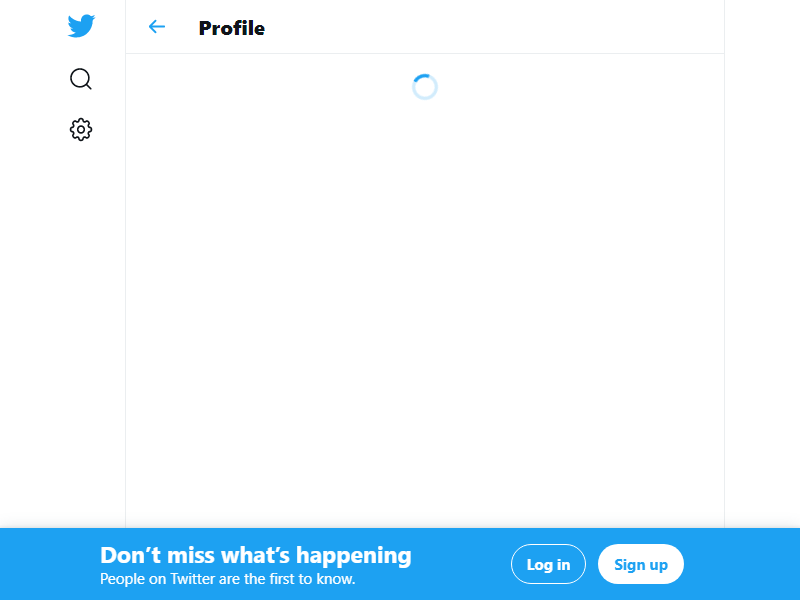 Profile
Don’t miss what’s happening
People on Twitter are the first to know.
Log in
Sign up